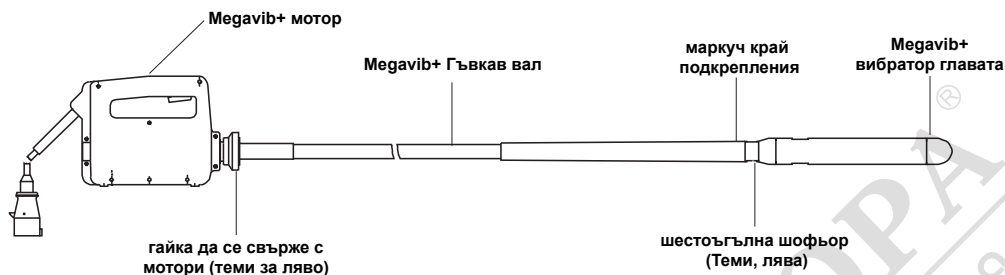 Megavib+ мотор
Megavib+ Гъвкав вал
маркуч край
подкрепления
Megavib+
вибратор главата
гайка да се свърже с
мотори (теми за ляво)
шестоъгълна шофьор
(Теми, лява)
®